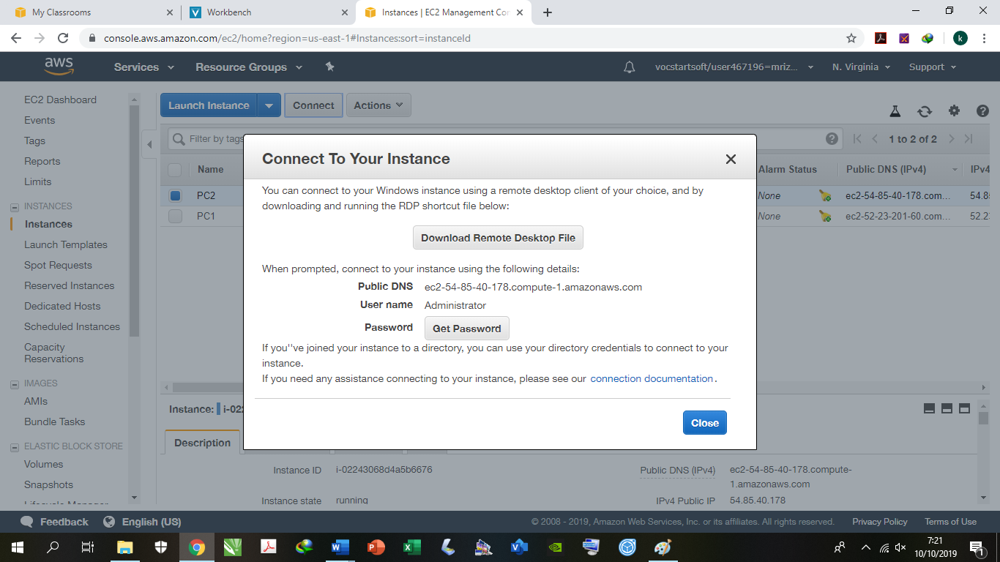 My Classrooms
Workbench
Instances | EC2 Management Con
console.aws.amazon.com/ec2/home?region=us-east-1#Instances:sort=instanceId
k
aws
Services
Resource Groups
vocstartsoft/user467196=mriz...
N. Virginia
Support
EC2 Dashboard
Events
Tags
Reports
Limits
INSTANCES
Instances
Launch Templates
Spot Requests
Reserved Instances
Dedicated Hosts
Scheduled Instances
Capacity
Reservations
IMAGES
AMIs
Bundle Tasks
ELASTIC BLOCK STORE
Volumes
Snapshots
Lifecycle Manager
Launch Instance
Connect
Actions
Filter by tags
1 to 2 of 2
Name
Alarm Status
Public DNS (IPv4)
IPv4
PC2
None
ec2-54-85-40-178.com...
54.8
PC1
None
ec2-52-23-201-60.com...
52.2
Connect To Your Instance
You can connect to your Windows instance using a remote desktop client of your choice, and by
downloading and running the RDP shortcut file below:
Download Remote Desktop File
When prompted, connect to your instance using the following details:
Public DNS ec2-54-85-40-178.compute-1.amazonaws.com
User name Administrator
Password Get Password
If you''ve joined your instance to a directory, you can use your directory credentials to connect to your
instance.
If you need any assistance connecting to your instance, please see our connection documentation.
Close
Instance: i-022
Description
Instance ID i-02243068d4a5b6676
Public DNS (IPv4) ec2-54-85-40-178.compute-
1.amazonaws.com
Instance state running
IPv4 Public IP 54.85.40.178
Feedback
English (US)
© 2008 - 2019, Amazon Web Services, Inc. or its affiliates. All rights reserved.
Privacy Policy
Terms of Use
7:21
10/10/2019
1